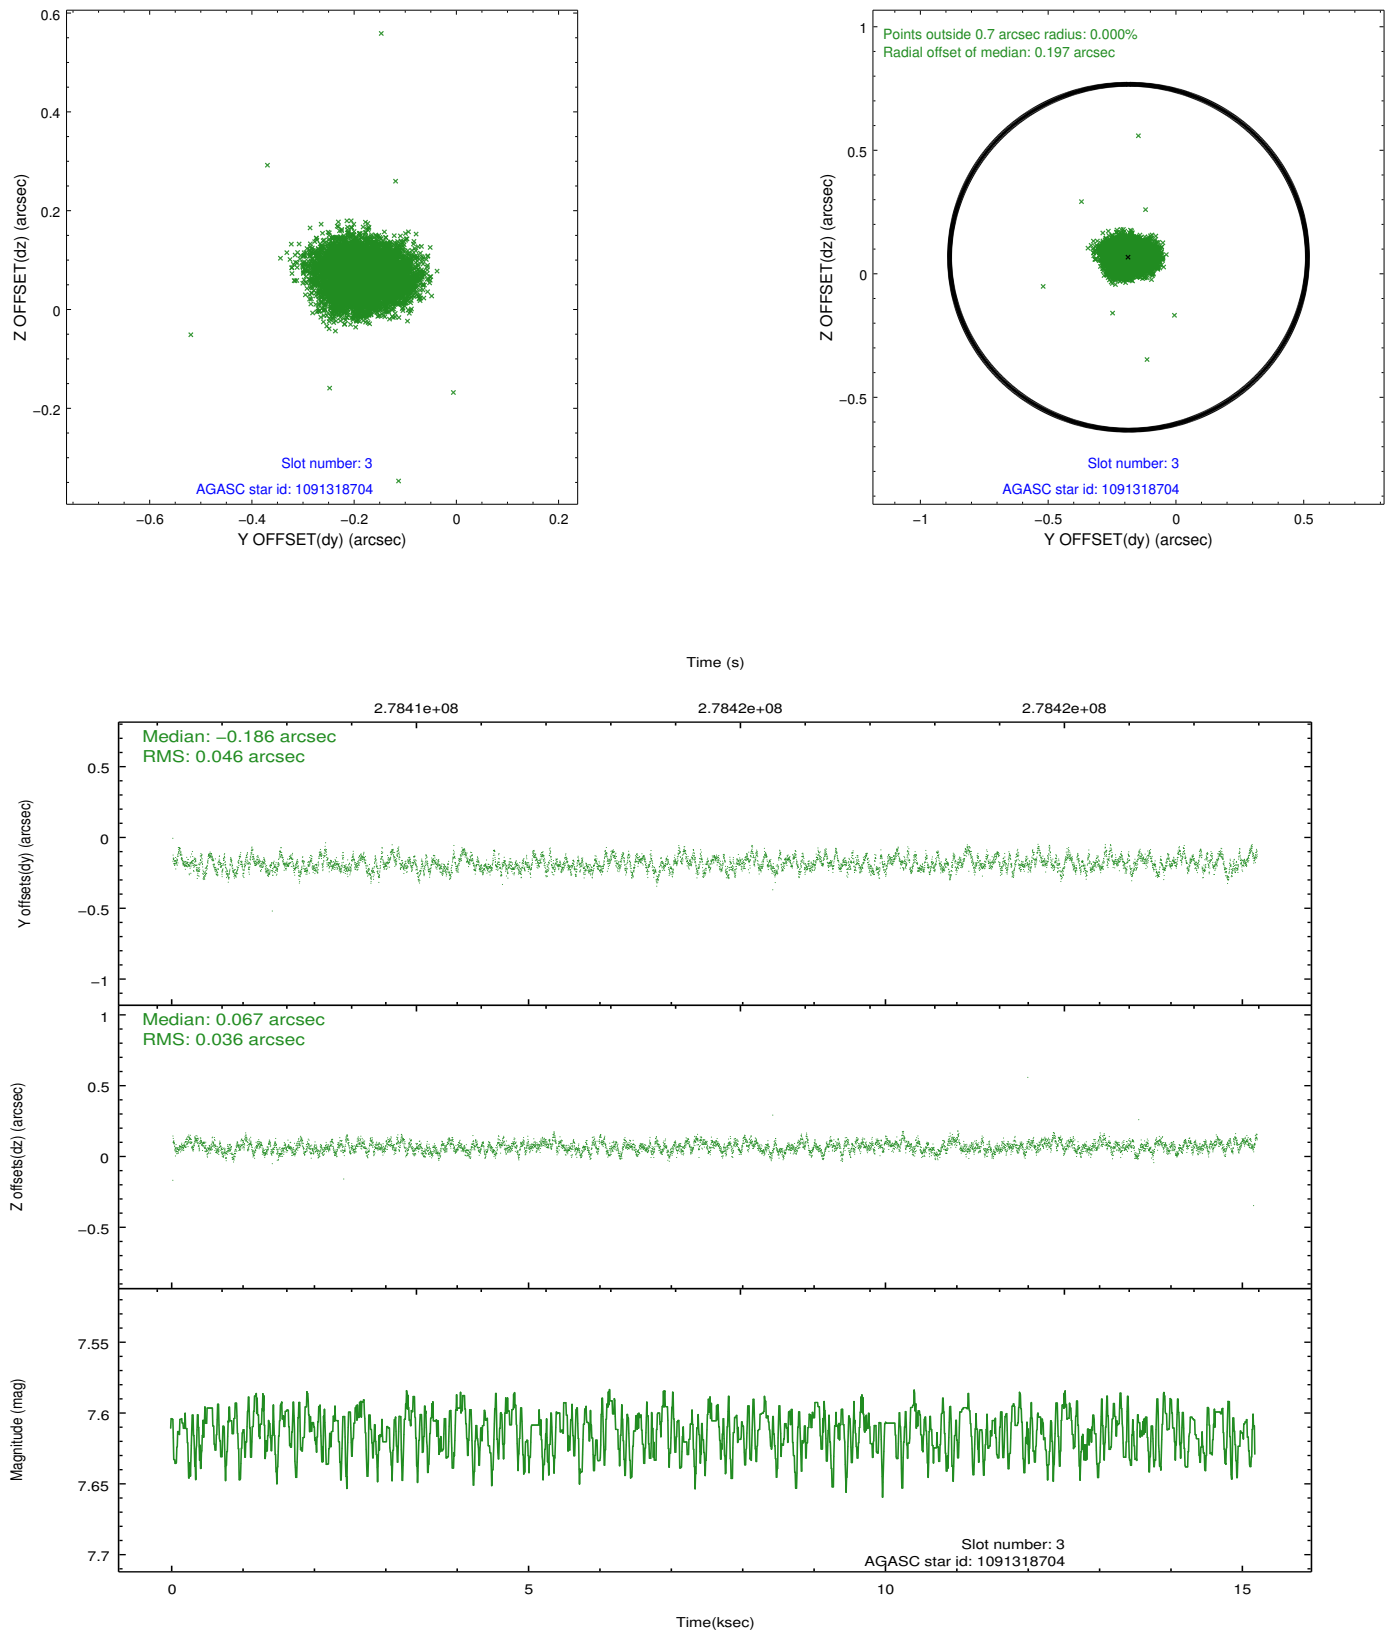 0.6
0.4
0.2
0
−0.2
Z OFFSET(dz) (arcsec)
Slot number: 3
AGASC star id: 1091318704
−0.6 −0.4 −0.2 0 0.2
Y OFFSET(dy) (arcsec)
Points outside 0.7 arcsec radius: 0.000%
Radial offset of median: 0.197 arcsec
1
0.5
0
−0.5
Z OFFSET(dz) (arcsec)
Slot number: 3
AGASC star id: 1091318704
−1 −0.5 0 0.5
Y OFFSET(dy) (arcsec)
Time (s)
2.7841e+08 2.7842e+08 2.7842e+08
Median: −0.186 arcsec
RMS: 0.046 arcsec
0.5
0
−0.5
−1
Y offsets(dy) (arcsec)
Median: 0.067 arcsec
RMS: 0.036 arcsec
1
0.5
0
−0.5
Z offsets(dz) (arcsec)
7.55
7.6
7.65
7.7
Magnitude (mag)
Slot number: 3
AGASC star id: 1091318704
0 5 10 15
Time(ksec)